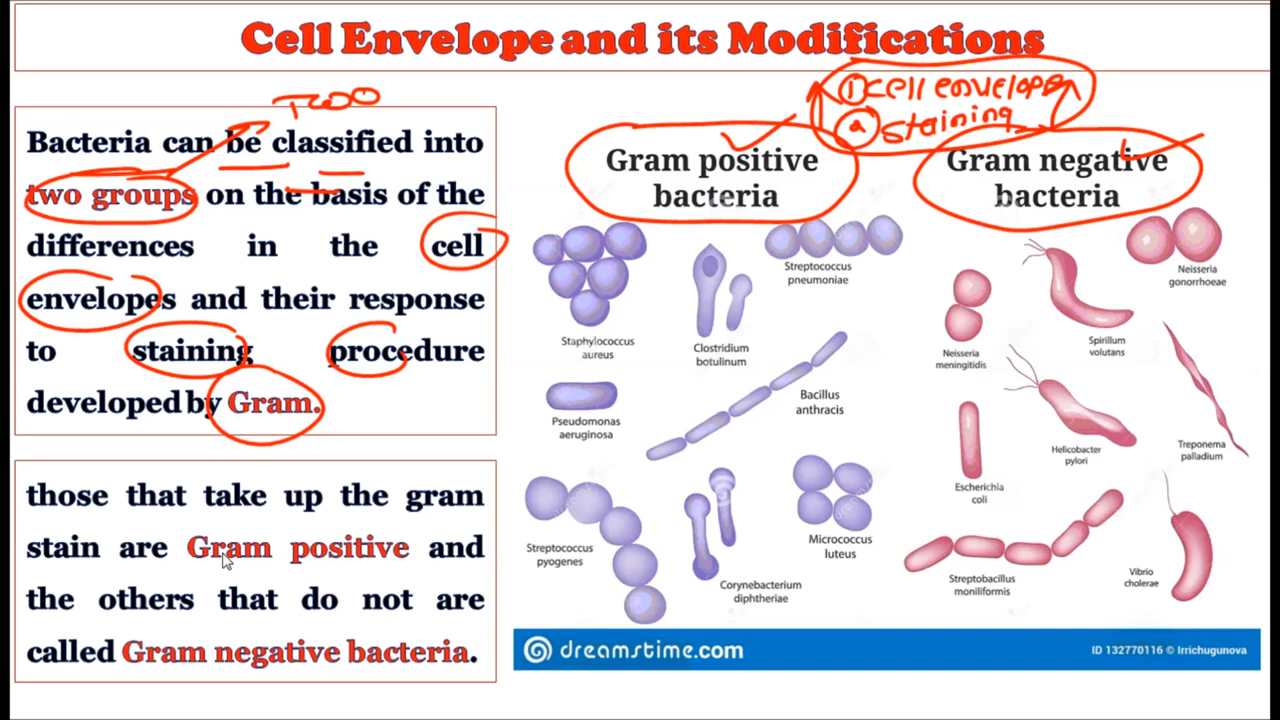 Cell Envelope and its Modifications
TWO
① cell envelope
② staining
Bacteria can be classified into
two groups on the basis of the
differences in the cell
envelopes and their response
to staining procedure
developed by Gram.
those that take up the gram
stain are Gram positive and
the others that do not are
called Gram negative bacteria.
Gram positive
bacteria
Staphylococcus
aureus
Clostridium
botulinum
Streptococcus
pneumoniae
Pseudomonas
aeruginosa
Bacillus
anthracis
Streptococcus
pyogenes
Corynebacterium
diphtheriae
Micrococcus
luteus
Gram negative
bacteria
Neisseria
meningitidis
Spirillum
volutans
Neisseria
gonorrhoeae
Escherichia
coli
Helicobacter
pylori
Treponema
palladium
Streptobacillus
moniliformis
Vibrio
cholerae
dreamstime.com
ID 132770116 © Irrichugunova